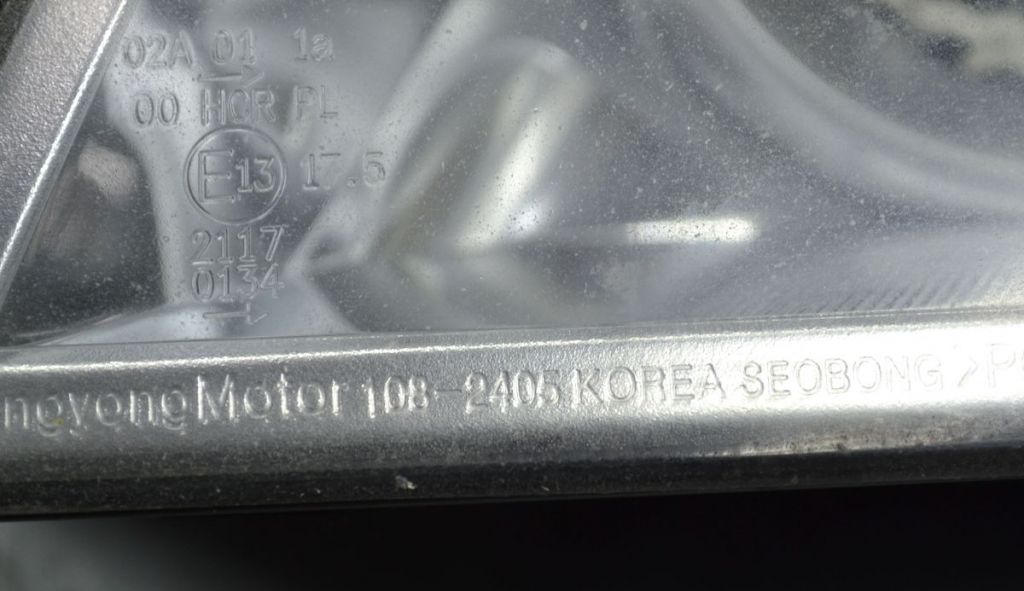 02A 01 1a
00 HCR PL
E13 17.5
2117
0134
ngyongMotor 108-2405 KOREA SEOBONG >P